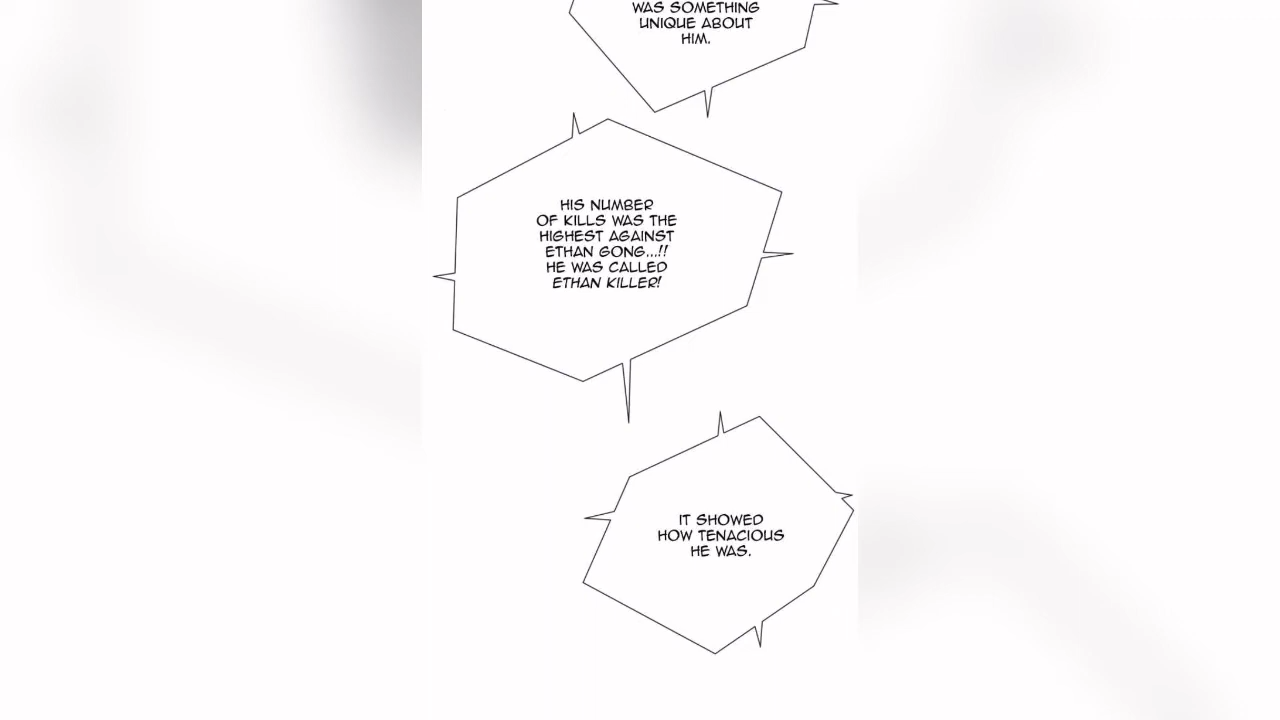 WAS SOMETHING
UNIQUE ABOUT
HIM.
HIS NUMBER
OF KILLS WAS THE
HIGHEST AGAINST
ETHAN GONG...!!
HE WAS CALLED
ETHAN KILLER!
IT SHOWED
HOW TENACIOUS
HE WAS.